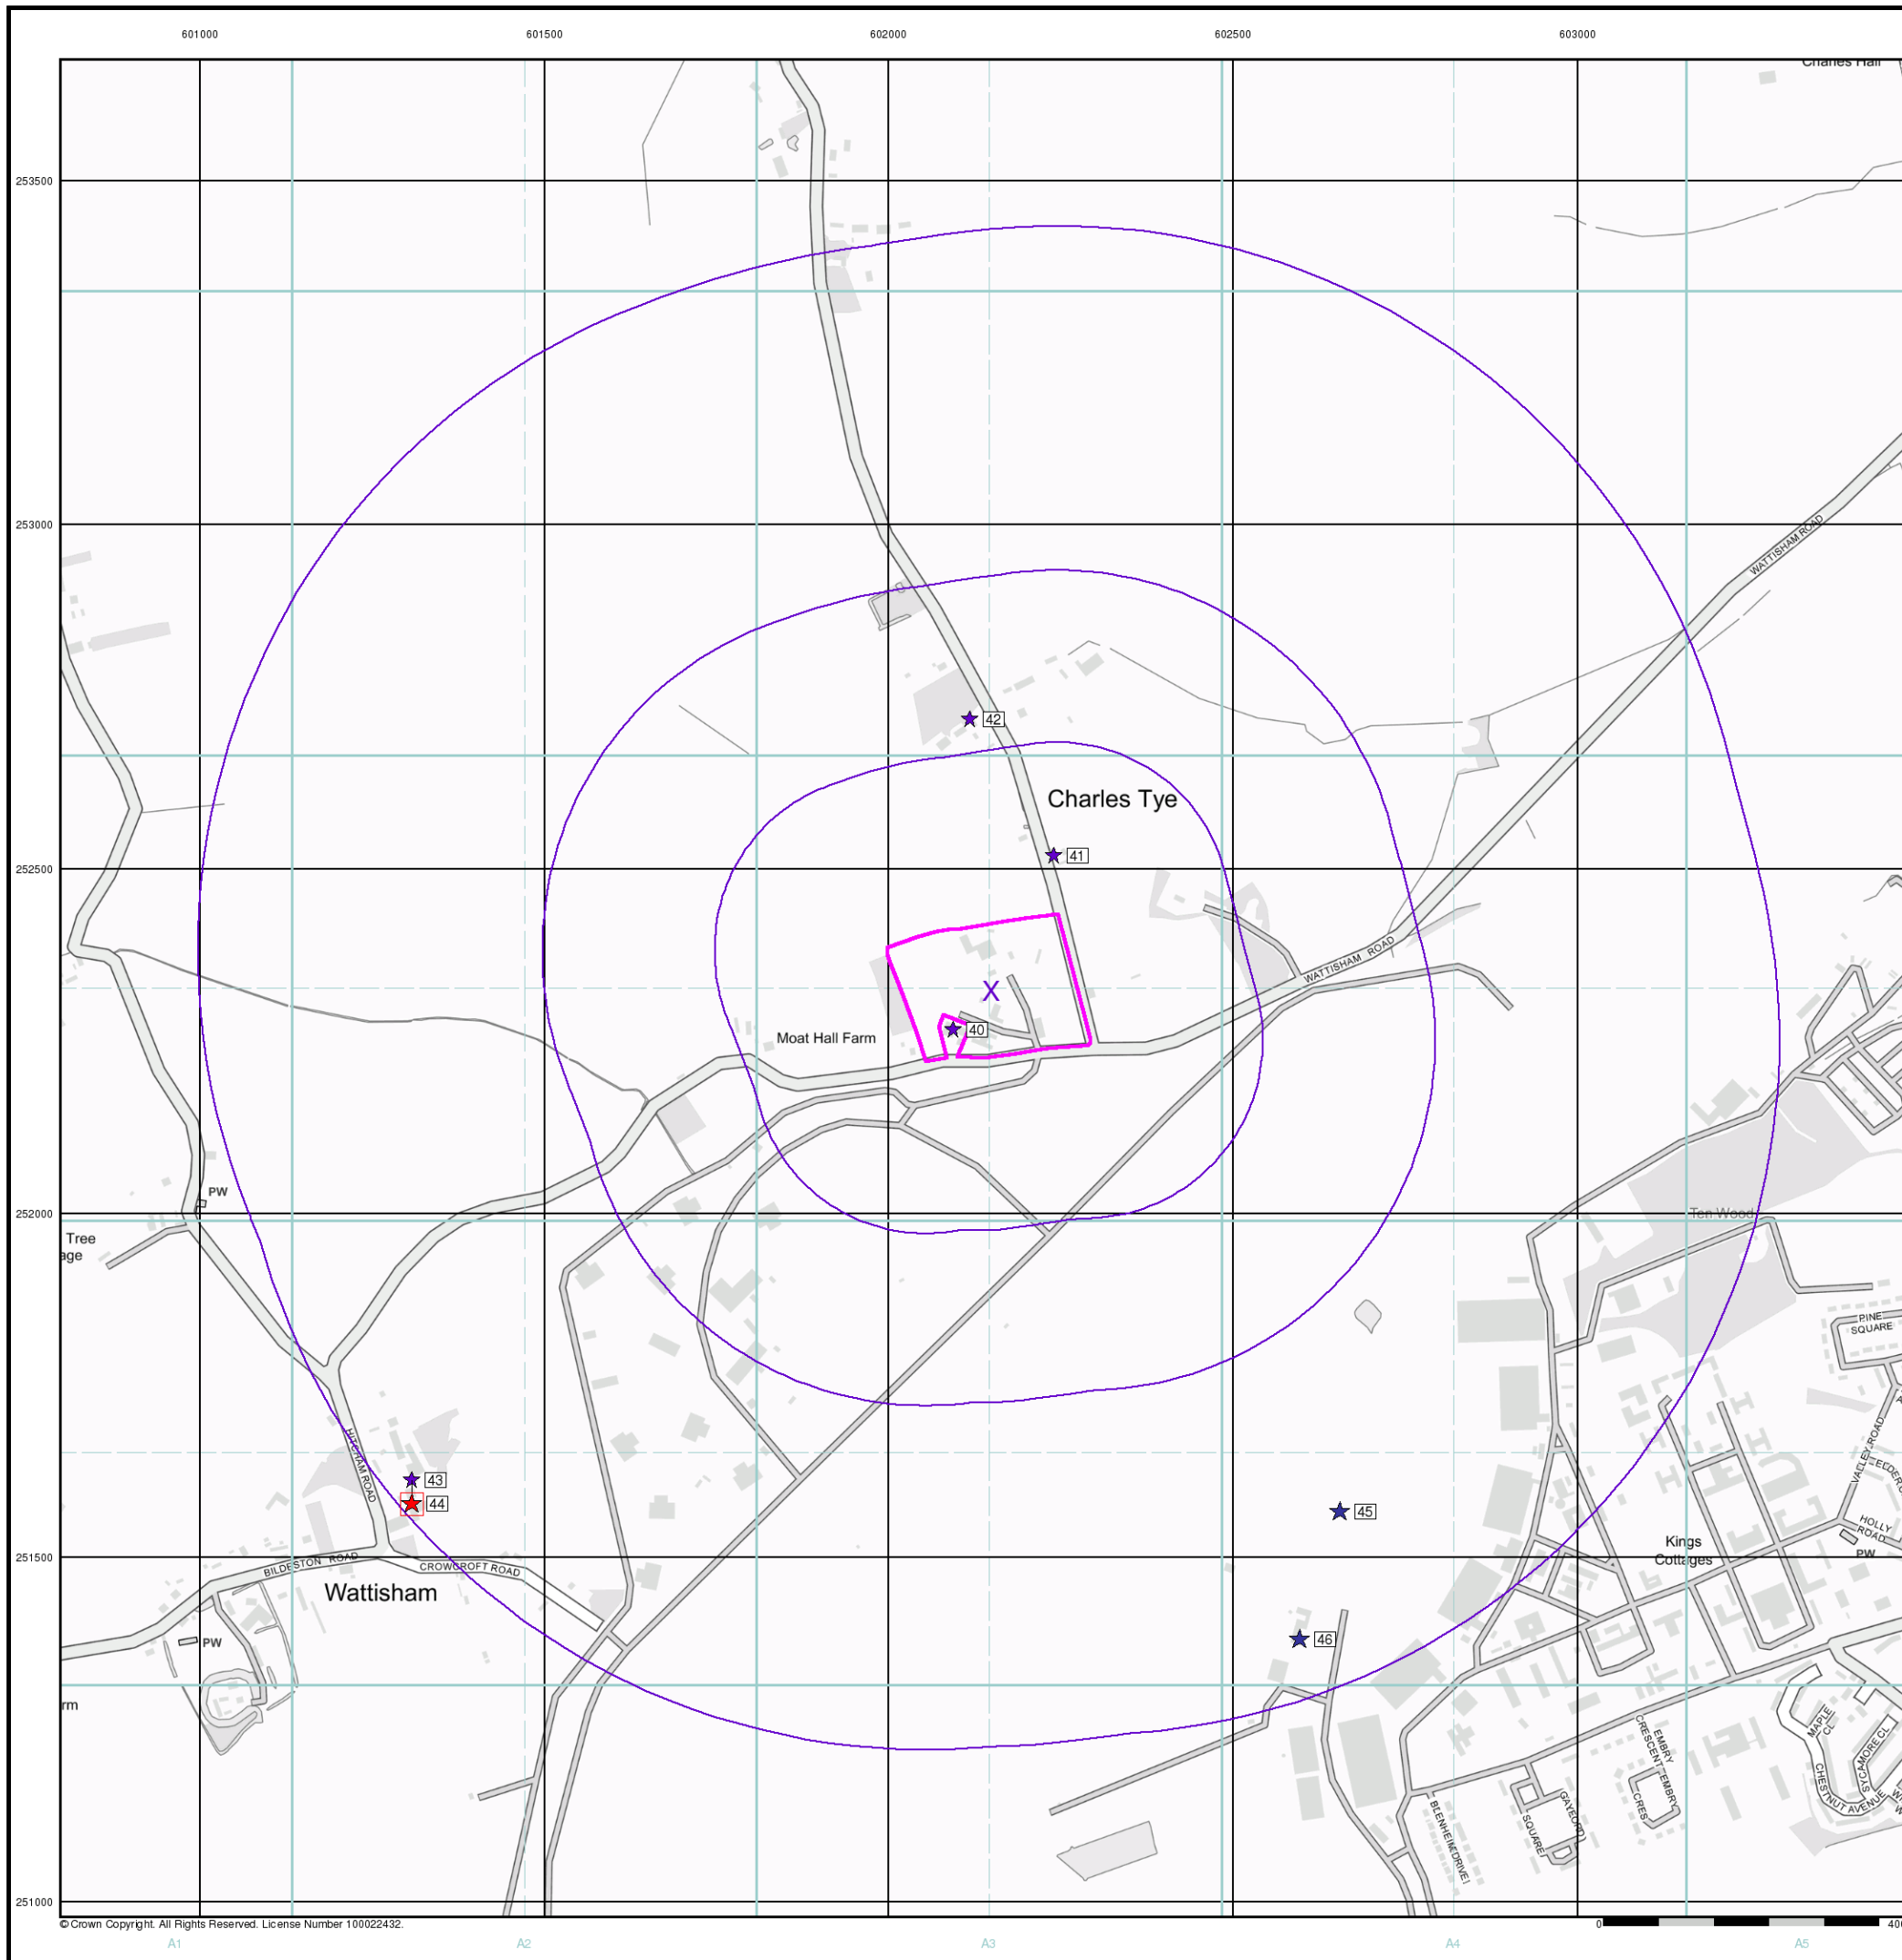 601000 601500 602000 602500 603000
Charles Hall
253500
253000
WATTISHAM ROAD
42
Charles Tye
41
252500
WATTISHAM ROAD
X
40
Moat Hall Farm
PW
252000
Ten Wood
Tree
age
PINE
SQUARE
HITCHAM ROAD
VALLEY ROAD
43
44
45
HOLLY
ROAD
Kings
Cottages
PW
251500
BILDESTON ROAD
CROWCROFT ROAD
Wattisham
46
PW
rm
MAPLE
CL
EMBRY
CRESCENT
EMBRY
CRES
SYCAMORE CL
CHESTNUT AVENUE
BLENHEIM DRIVE
GAYFORD
SQUARE
251000
© Crown Copyright. All Rights Reserved. License Number 100022432.
0
A1 A2 A3 A4 A5